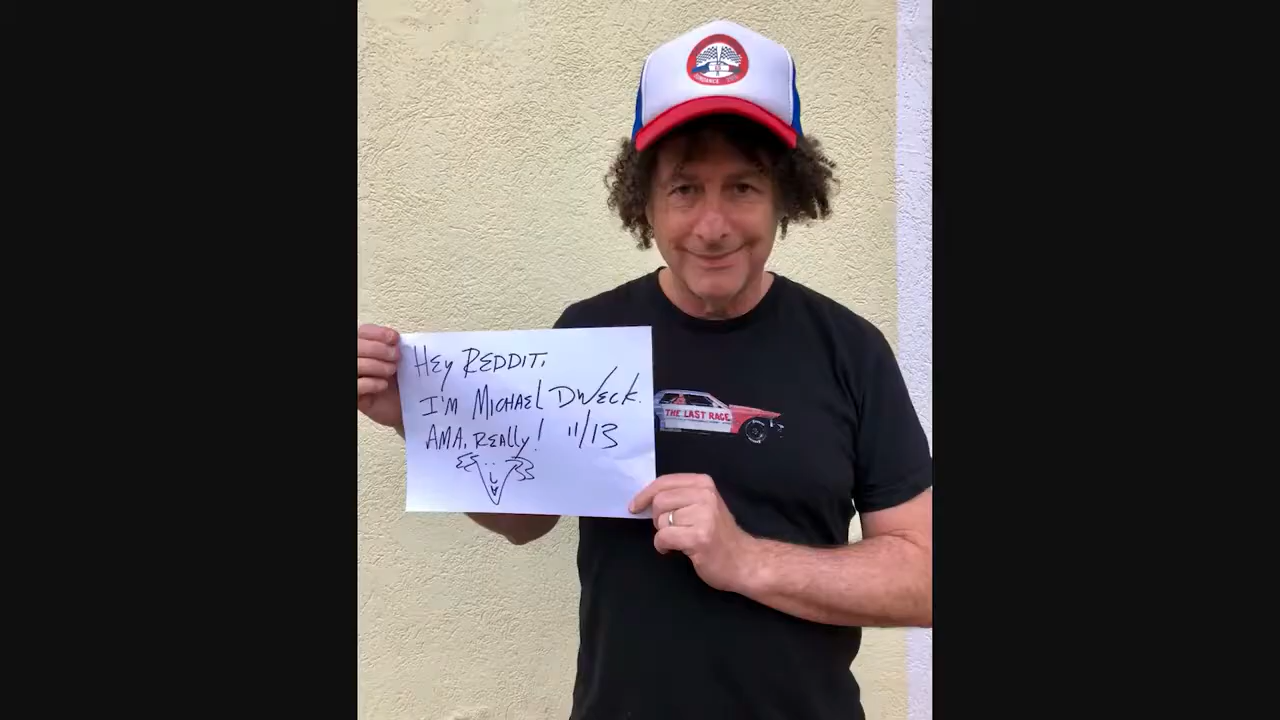 HEy REDDIT,
I'M MICHAEL DWECK.
AMA, REALLy! 11/13
THE LAST RACE